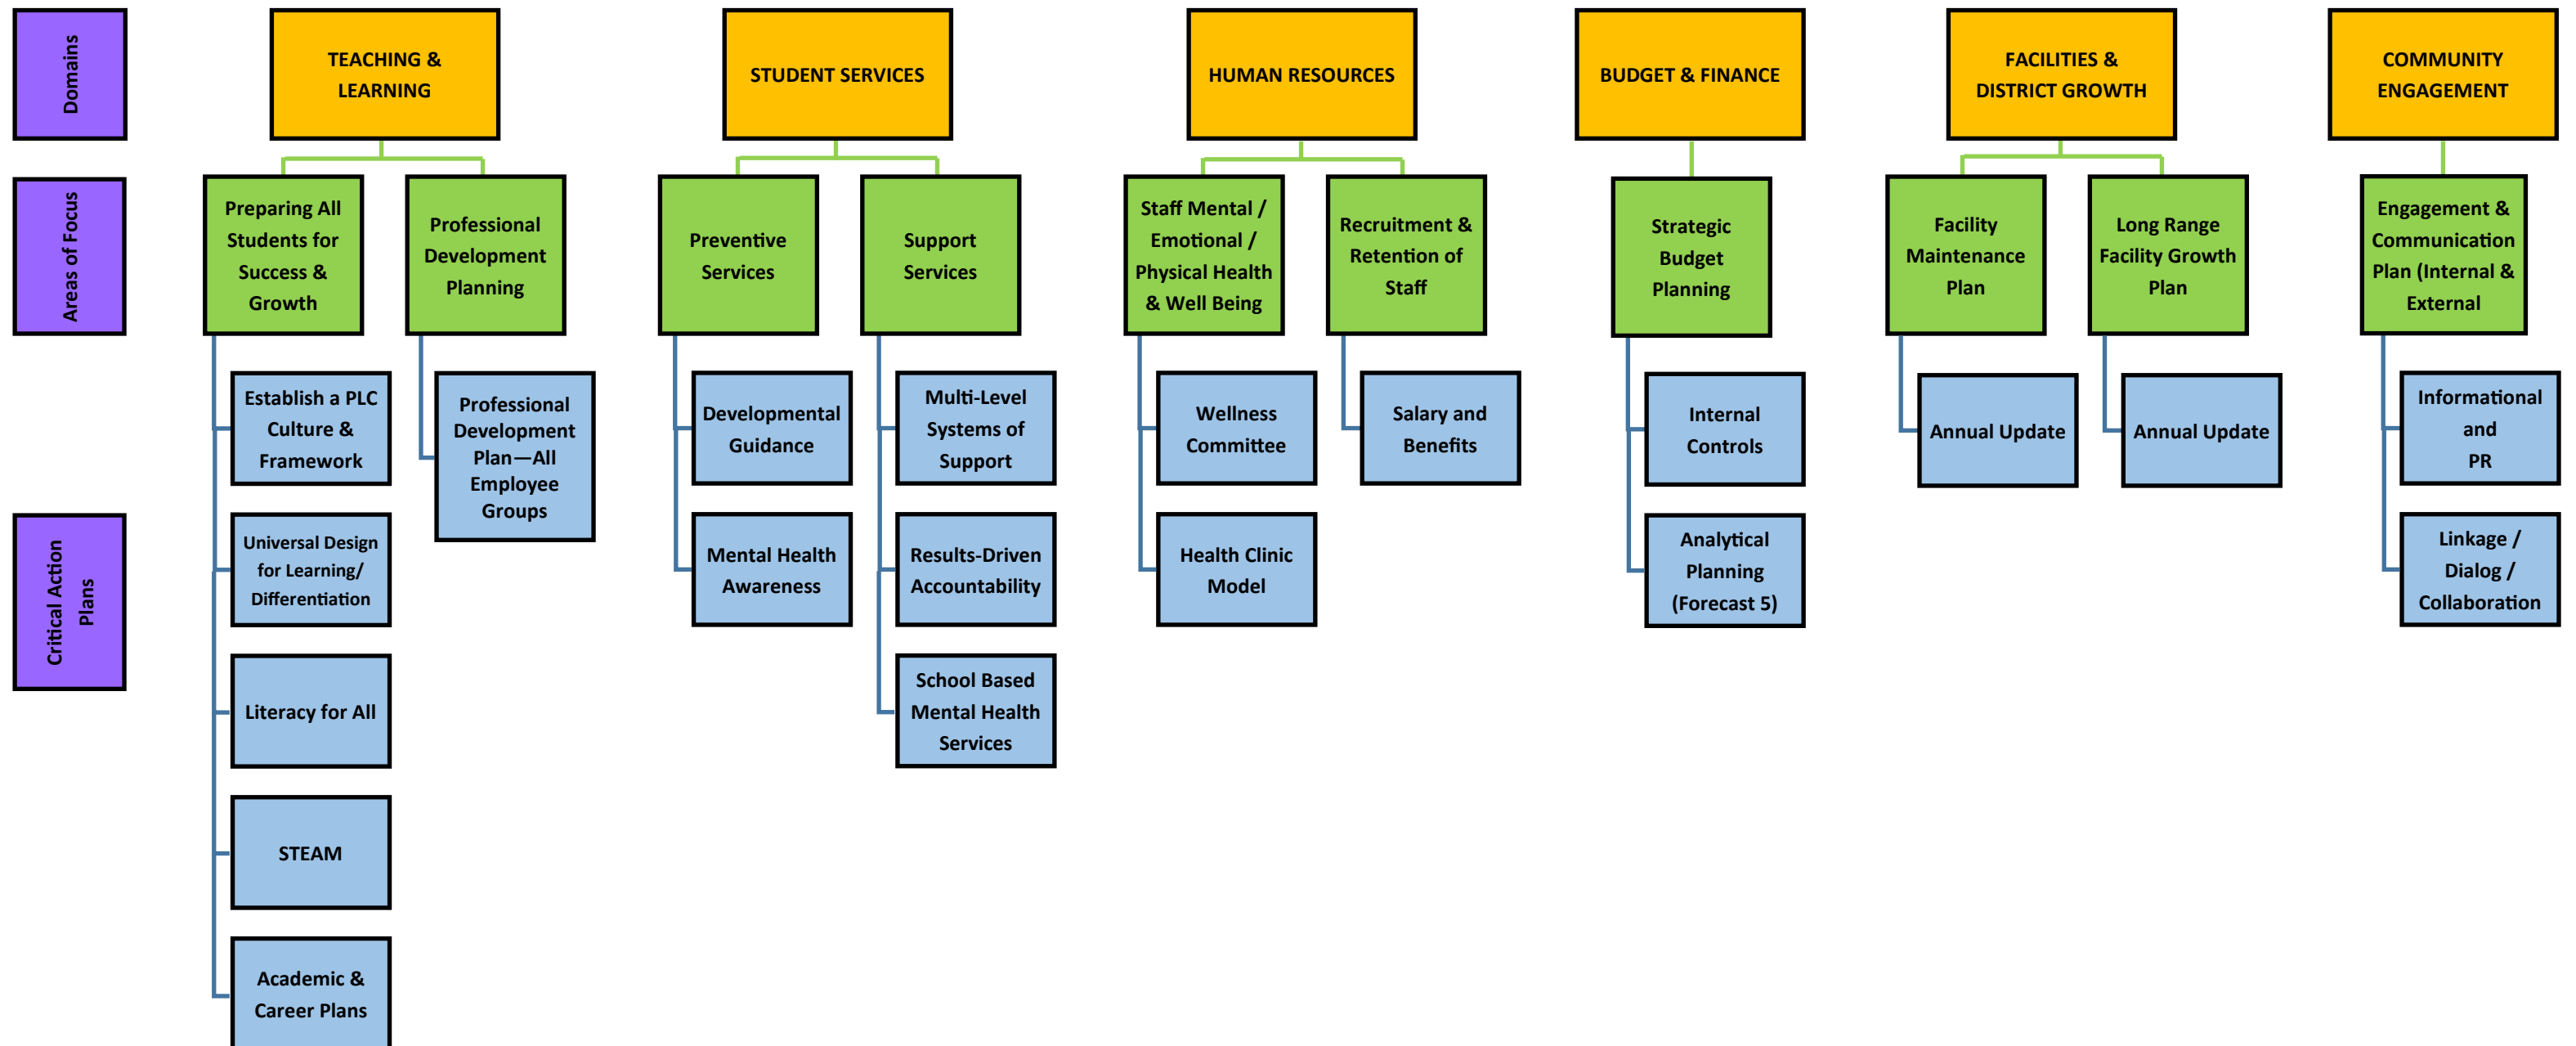 Domains
TEACHING &
LEARNING
STUDENT SERVICES
HUMAN RESOURCES
BUDGET & FINANCE
FACILITIES &
DISTRICT GROWTH
COMMUNITY
ENGAGEMENT
Areas of Focus
Preparing All
Students for
Success &
Growth
Professional
Development
Planning
Preventive
Services
Support
Services
Staff Mental /
Emotional /
Physical Health
& Well Being
Recruitment &
Retention of
Staff
Strategic
Budget
Planning
Facility
Maintenance
Plan
Long Range
Facility Growth
Plan
Engagement &
Communication
Plan (Internal &
External
Critical Action
Plans
Establish a PLC
Culture &
Framework
Professional
Development
Plan—All
Employee
Groups
Developmental
Guidance
Multi-Level
Systems of
Support
Wellness
Committee
Salary and
Benefits
Internal
Controls
Annual Update
Annual Update
Informational
and
PR
Universal Design
for Learning/
Differentiation
Mental Health
Awareness
Results-Driven
Accountability
Health Clinic
Model
Analytical
Planning
(Forecast 5)
Linkage /
Dialog /
Collaboration
Literacy for All
School Based
Mental Health
Services
STEAM
Academic &
Career Plans